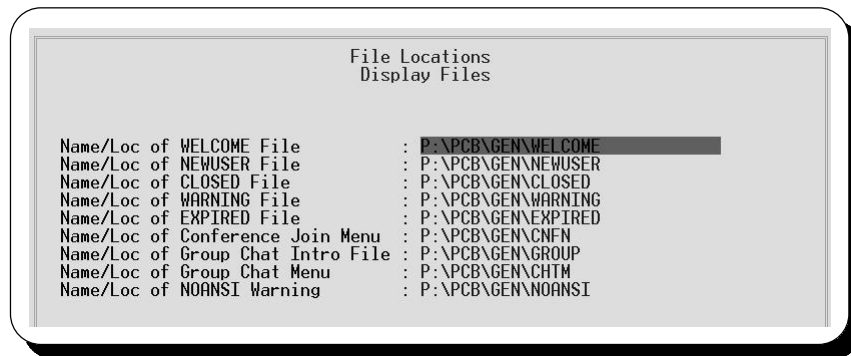 File Locations
Display Files
Name/Loc of WELCOME File : P:\PCB\GEN\WELCOME
Name/Loc of NEWUSER File : P:\PCB\GEN\NEWUSER
Name/Loc of CLOSED File : P:\PCB\GEN\CLOSED
Name/Loc of WARNING File : P:\PCB\GEN\WARNING
Name/Loc of EXPIRED File : P:\PCB\GEN\EXPIRED
Name/Loc of Conference Join Menu : P:\PCB\GEN\CNFN
Name/Loc of Group Chat Intro File : P:\PCB\GEN\GROUP
Name/Loc of Group Chat Menu : P:\PCB\GEN\CHTM
Name/Loc of NOANSI Warning : P:\PCB\GEN\NOANSI